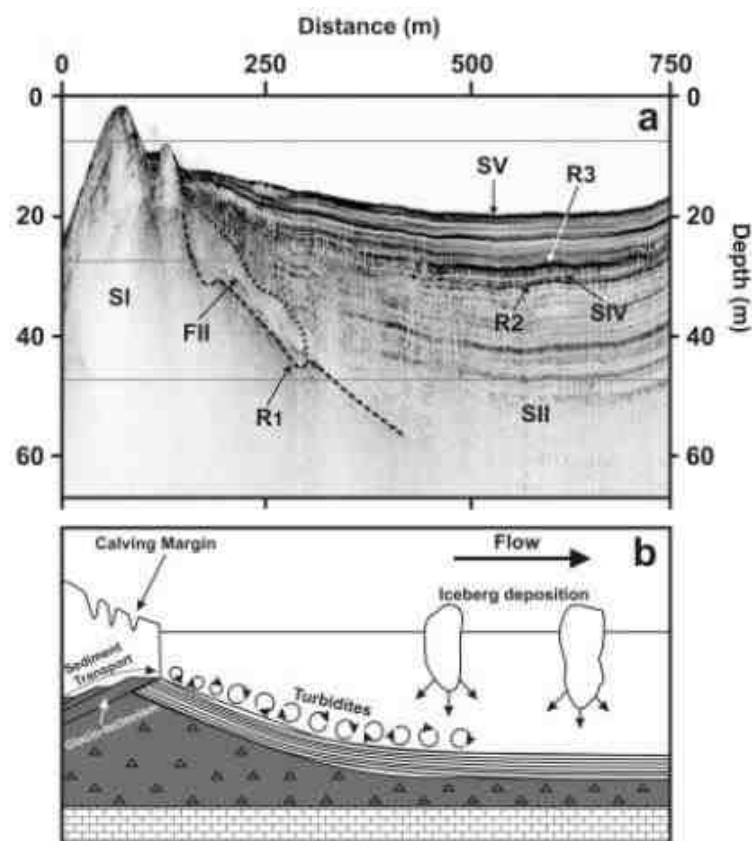 Distance (m)
0 250 500 750
0 a 0
SV R3
20 20
SI FII R2 SIV
40 40
R1 SII
60 60
Depth (m)
Calving Margin Flow b
Iceberg deposition
Sediment
Transport
Turbidites